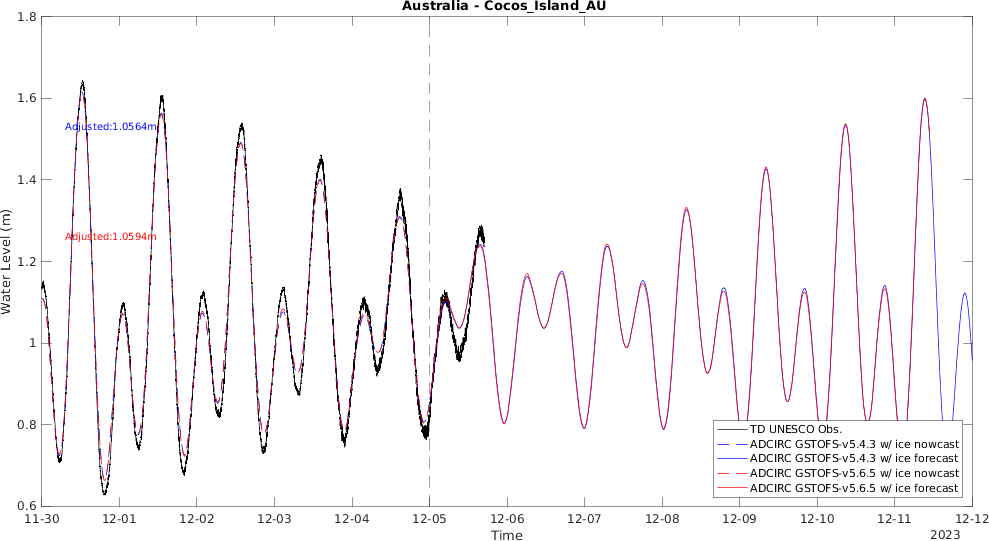 Australia - Cocos_Island_AU
1.8
1.6
1.4
1.2
1
0.8
0.6
Water Level (m)
Adjusted:1.0564m
Adjusted:1.0594m
TD UNESCO Obs.
ADCIRC GSTOFS-v5.4.3 w/ ice nowcast
ADCIRC GSTOFS-v5.4.3 w/ ice forecast
ADCIRC GSTOFS-v5.6.5 w/ ice nowcast
ADCIRC GSTOFS-v5.6.5 w/ ice forecast
11-30 12-01 12-02 12-03 12-04 12-05 12-06 12-07 12-08 12-09 12-10 12-11 12-12
Time
2023